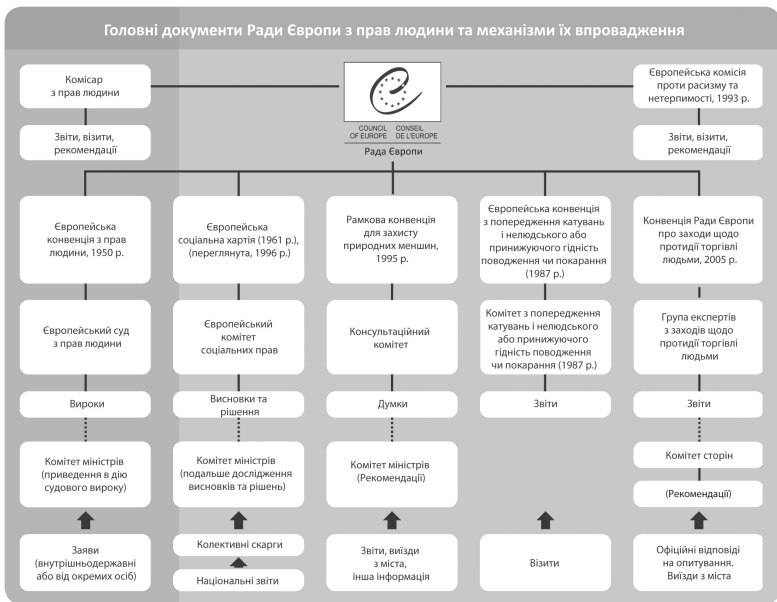 Головні документи Ради Європи з прав людини та механізми їх впровадження
Комісар
з прав людини
Звіти, візити,
рекомендації
COUNCIL CONSEIL
OF EUROPE DE L'EUROPE
Рада Європи
Європейська комісія
проти расизму та
нетерпимості, 1993 р.
Звіти, візити,
рекомендації
Європейська
конвенція з прав
людини, 1950 р.
Європейська
соціальна хартія (1961 р.),
(переглянута, 1996 р.)
Рамкова конвенція
для захисту
природних меншин,
1995 р.
Європейська конвенція
з попередження катувань
і нелюдського або
принижуючого гідність
поводження чи покарання
(1987 р.)
Конвенція Ради Європи
про заходи щодо
протидії торгівлі
людьми, 2005 р.
Європейський суд
з прав людини
Європейський
комітет
соціальних прав
Консультаційний
комітет
Комітет з попередження
катувань і нелюдського
або принижуючого
гідність поводження
чи покарання (1987 р.)
Група експертів
з заходів щодо
протидії торгівлі
людьми
Вироки
Висновки та
рішення
Думки
Звіти
Звіти
Комітет міністрів
(приведення в дію
судового вироку)
Комітет міністрів
(подальше дослідження
висновків та рішень)
Комітет міністрів
(Рекомендації)
Комітет сторін
(Рекомендації)
Заяви
(внутрішньодержавні
або від окремих осіб)
Колективні скарги
Національні звіти
Звіти, виїзди
з міста,
інша інформація
Візити
Офіційні відповіді
на опитування.
Виїзди з міста